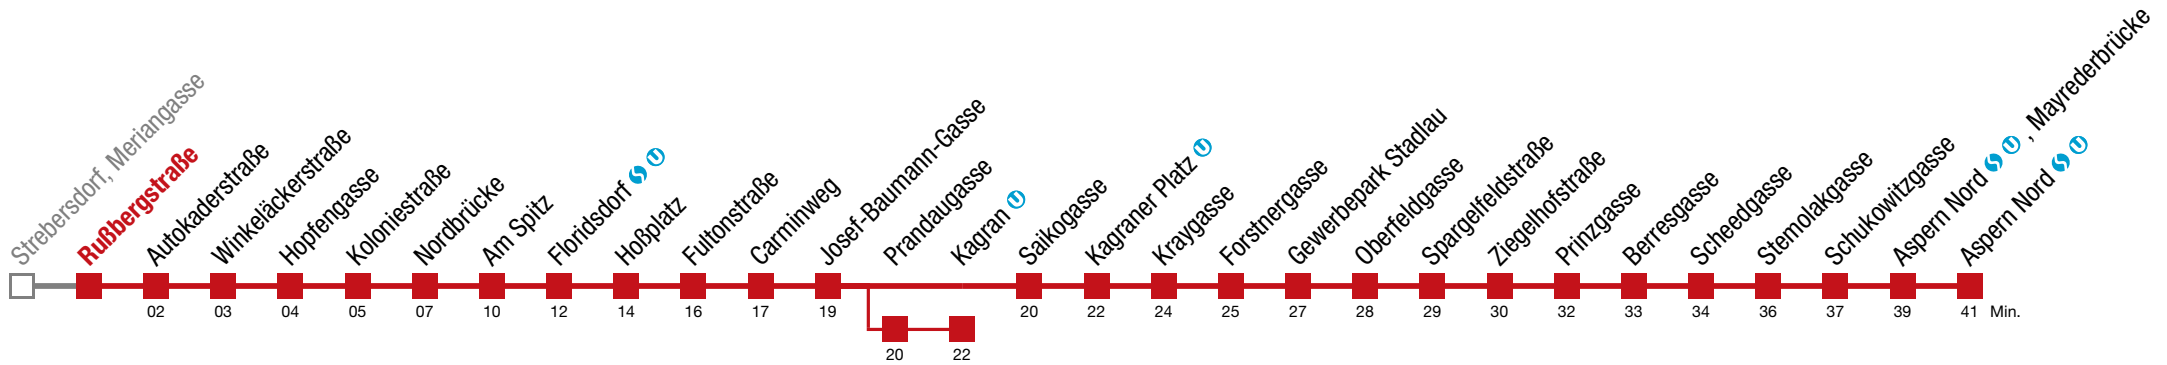 Strebersdorf, Meriangasse
Rußbergstraße
Autokaderstraße
Winkeläckerstraße
Hopfengasse
Koloniestraße
Nordbrücke
Am Spitz
Floridsdorf S U
Hoßplatz
Fultonstraße
Carminweg
Josef-Baumann-Gasse
Prandaugasse
Kagran U
Saikogasse
Kagraner Platz U
Kraygasse
Forstnergasse
Gewerbepark Stadlau
Oberfeldgasse
Spargelfeldstraße
Ziegelhofstraße
Prinzgasse
Berresgasse
Scheedgasse
Stemolakgasse
Schukowitzgasse
Aspern Nord S U , Mayrederbrücke
Aspern Nord S U
02 03 04 05 07 10 12 14 16 17 19 20 22 24 25 27 28 29 30 32 33 34 36 37 39 41 Min.
20 22